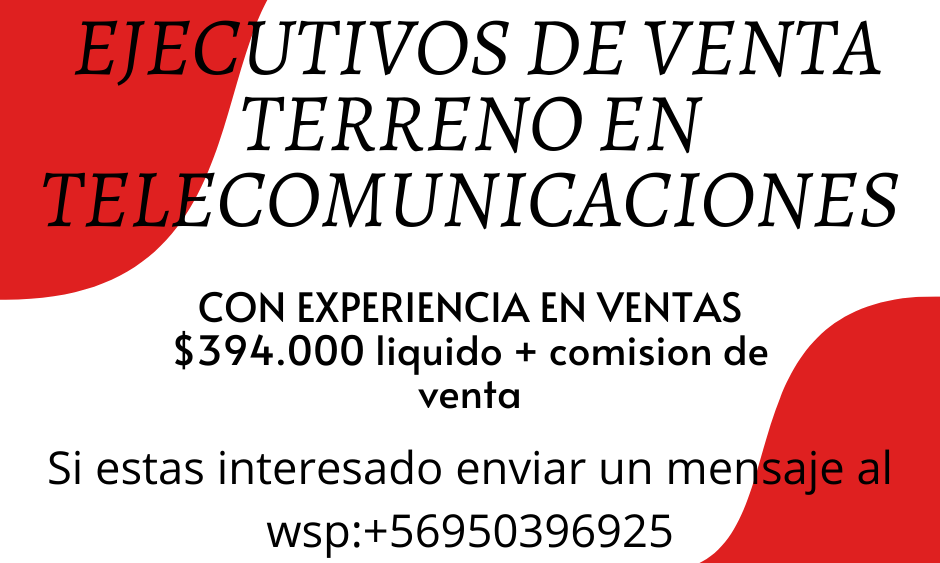 EJECUTIVOS DE VENTA
TERRENO EN
TELECOMUNICACIONES
CON EXPERIENCIA EN VENTAS
$394.000 liquido + comision de
venta
Si estas interesado enviar un mensaje al
wsp:+56950396925